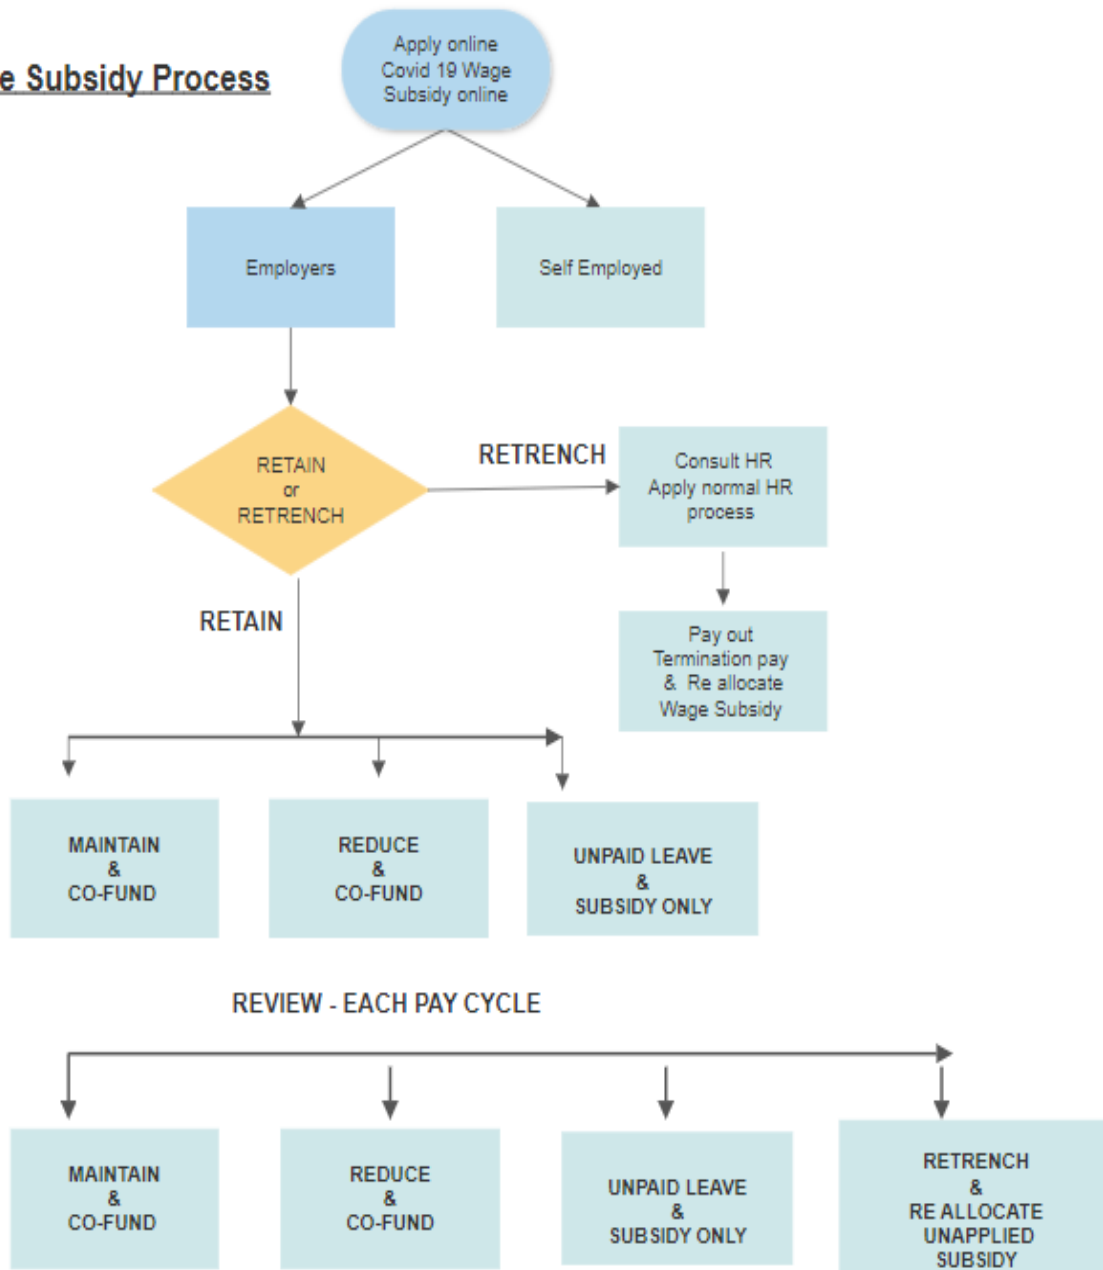 e Subsidy Process
Apply online
Covid 19 Wage
Subsidy online
Employers
Self Employed
RETAIN
or
RETRENCH
RETRENCH
Consult HR
Apply normal HR
process
RETAIN
Pay out
Termination pay
& Re allocate
Wage Subsidy
MAINTAIN
&
CO-FUND
REDUCE
&
CO-FUND
UNPAID LEAVE
&
SUBSIDY ONLY
REVIEW - EACH PAY CYCLE
MAINTAIN
&
CO-FUND
REDUCE
&
CO-FUND
UNPAID LEAVE
&
SUBSIDY ONLY
RETRENCH
&
RE ALLOCATE
UNAPPLIED
SUBSIDY